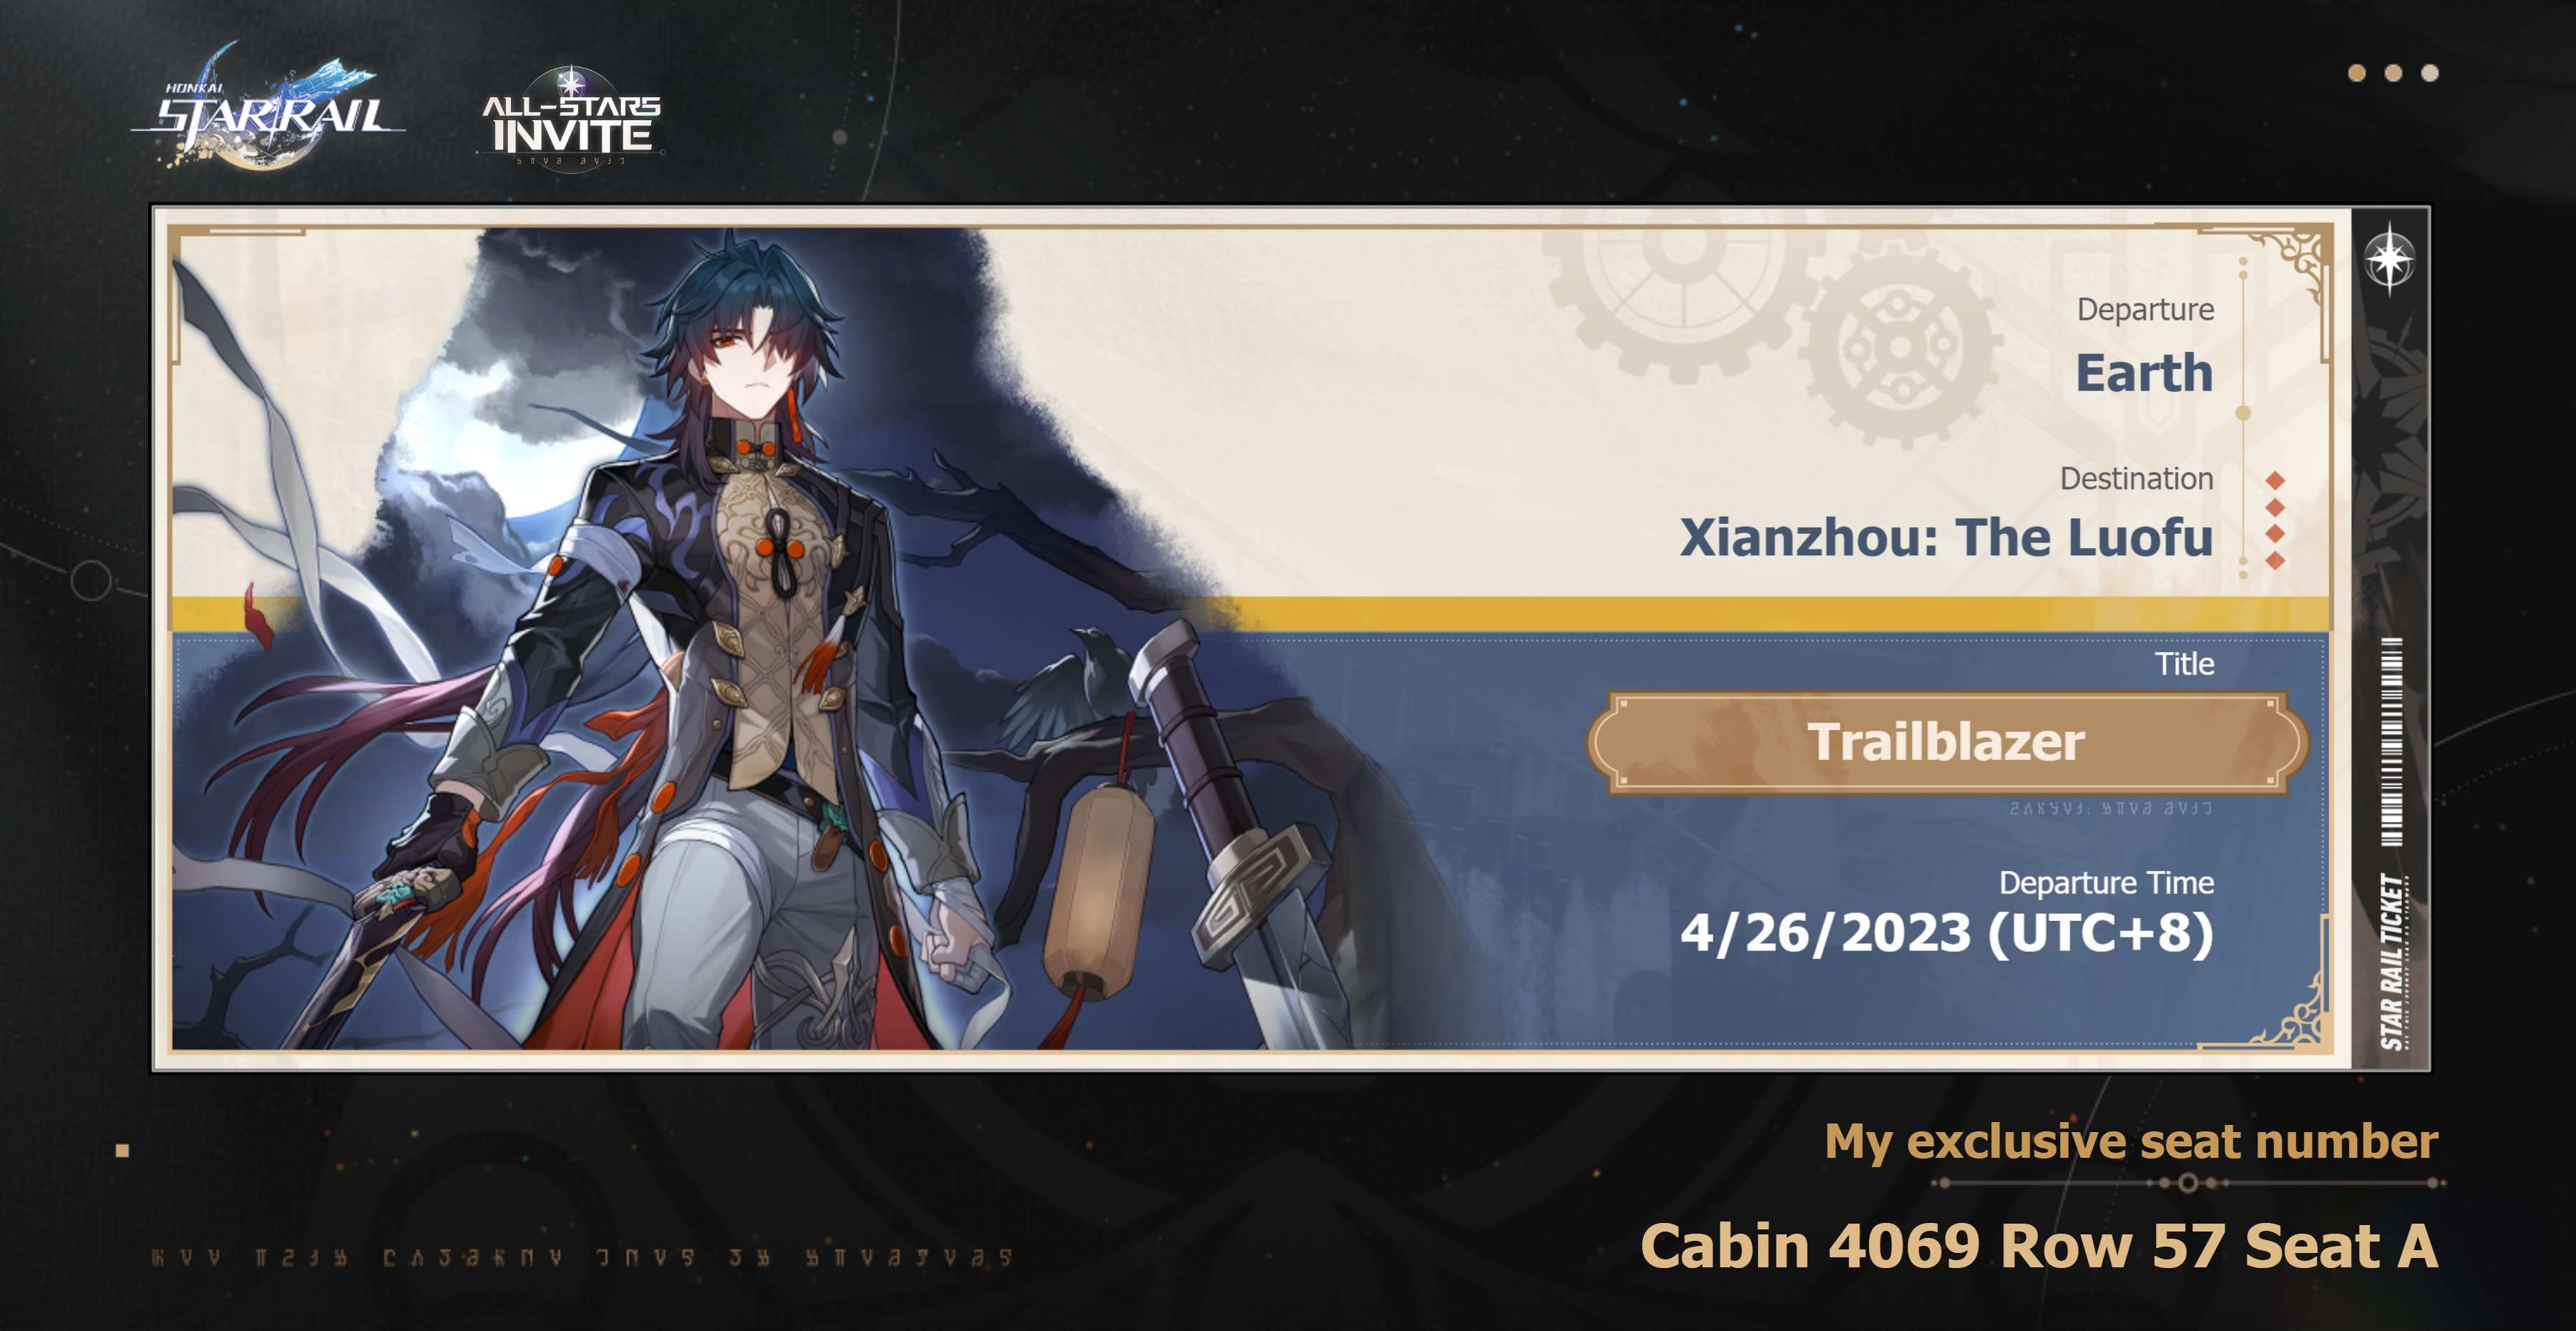 HONKAI
STAR RAIL
ALL-STARS
INVITE
Departure
Earth
Destination
Xianzhou: The Luofu
Title
Trailblazer
Departure Time
4/26/2023 (UTC+8)
STAR RAIL TICKET
My exclusive seat number
Cabin 4069 Row 57 Seat A